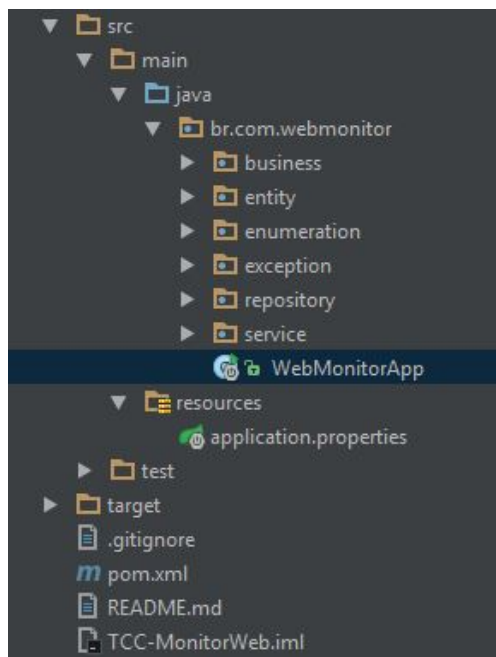 src
main
java
br.com.webmonitor
business
entity
enumeration
exception
repository
service
WebMonitorApp
resources
application.properties
test
target
.gitignore
m pom.xml
README.md
TCC-MonitorWeb.iml